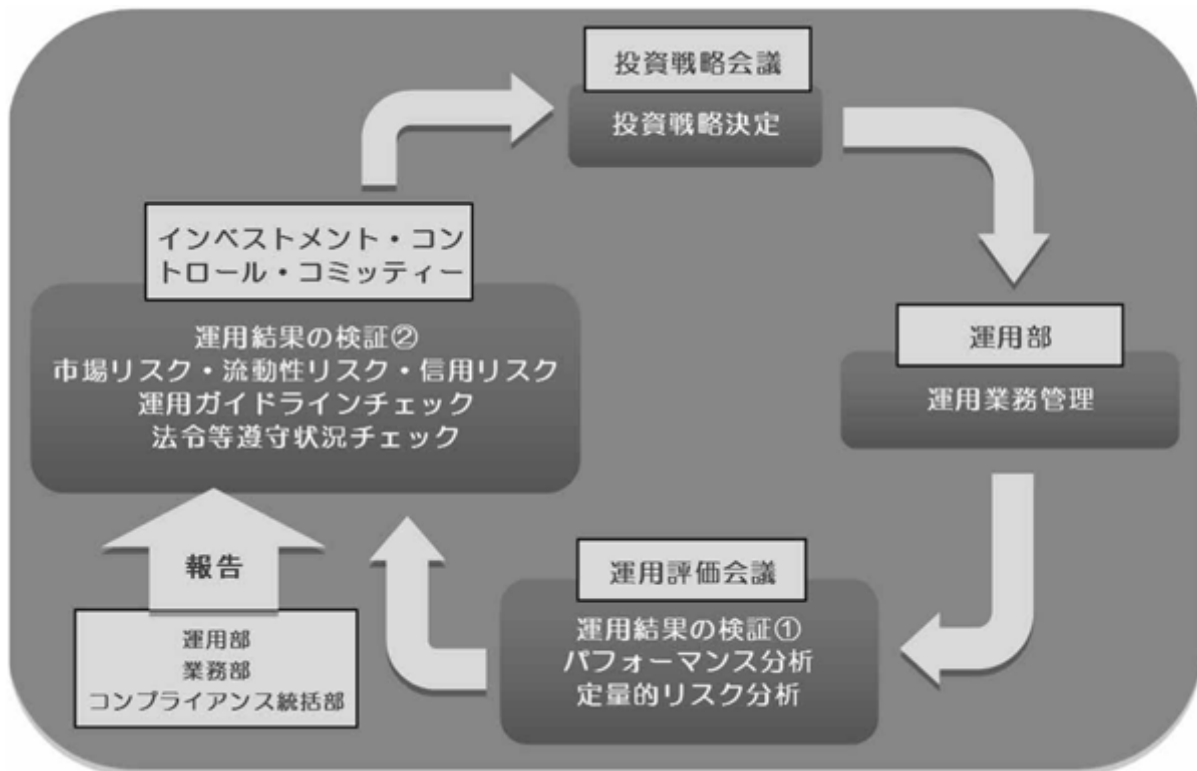 投資戦略会議
投資戦略決定
インベストメント・コン
トロール・コミッティー
運用結果の検証②
市場リスク・流動性リスク・信用リスク
運用ガイドラインチェック
法令等遵守状況チェック
運用部
運用業務管理
報告
運用部
業務部
コンプライアンス統括部
運用評価会議
運用結果の検証①
パフォーマンス分析
定量的リスク分析